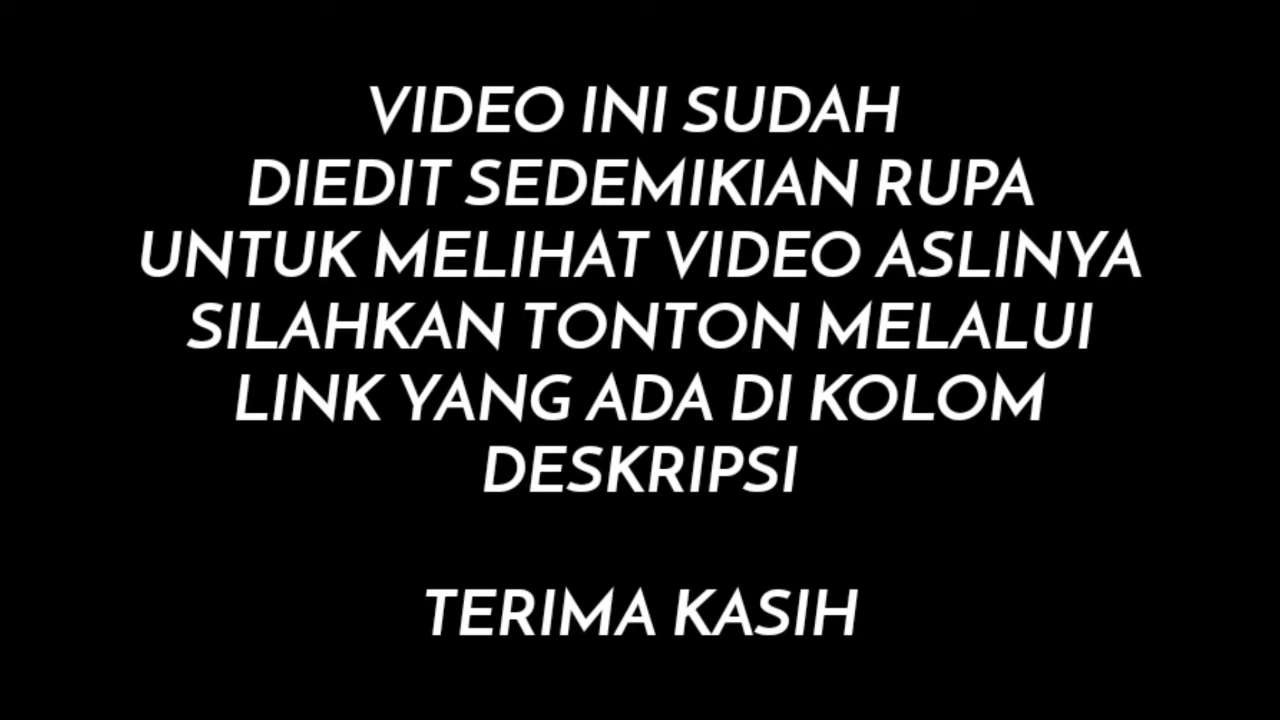 VIDEO INI SUDAH
DIEDIT SEDEMIKIAN RUPA
UNTUK MELIHAT VIDEO ASLINYA
SILAHKAN TONTON MELALUI
LINK YANG ADA DI KOLOM
DESKRIPSI
TERIMA KASIH